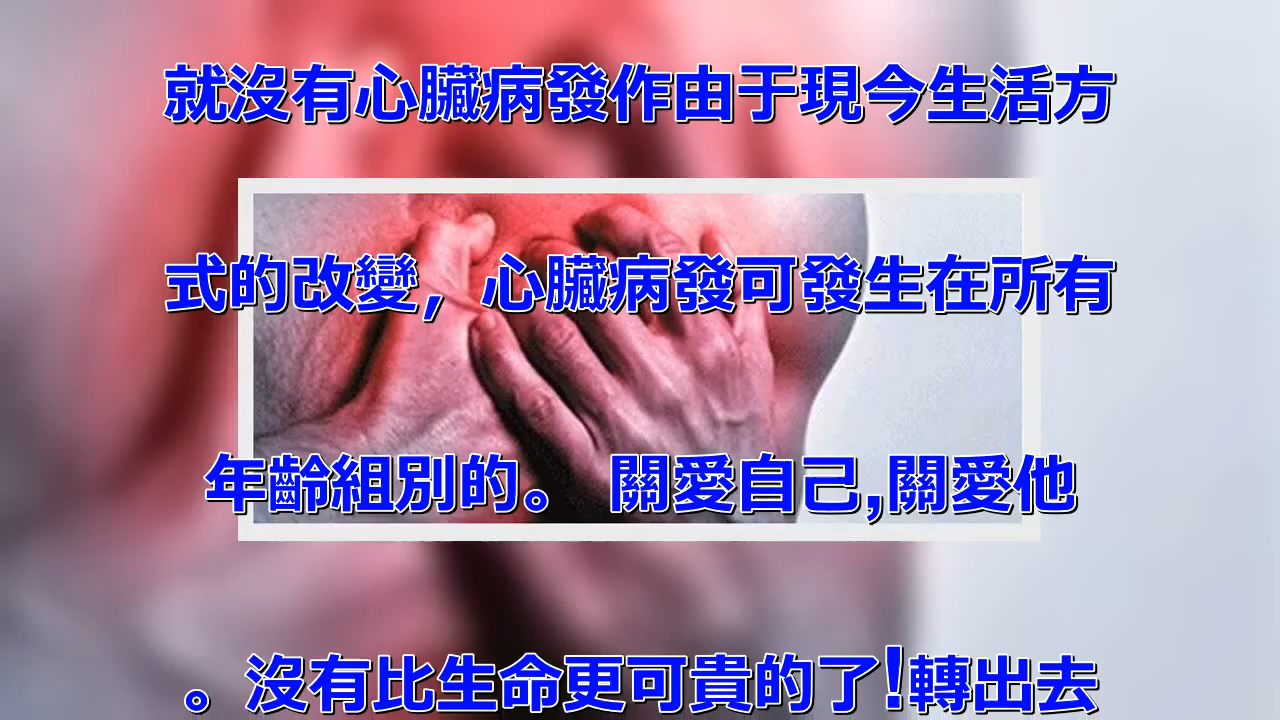 就沒有心臟病發作由于現今生活方
式的改變，心臟病發可發生在所有
年齡組別的。 關愛自己,關愛他
。沒有比生命更可貴的了!轉出去